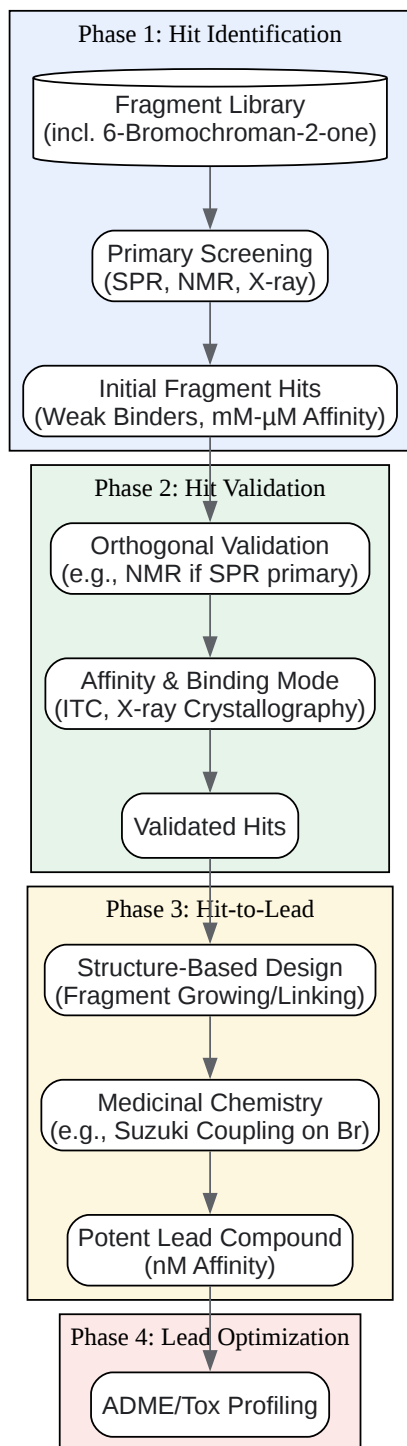 Phase 1: Hit Identification
Fragment Library
(incl. 6-Bromochroman-2-one)
Primary Screening
(SPR, NMR, X-ray)
Initial Fragment Hits
(Weak Binders, mM-μM Affinity)
Phase 2: Hit Validation
Orthogonal Validation
(e.g., NMR if SPR primary)
Affinity & Binding Mode
(ITC, X-ray Crystallography)
Validated Hits
Phase 3: Hit-to-Lead
Structure-Based Design
(Fragment Growing/Linking)
Medicinal Chemistry
(e.g., Suzuki Coupling on Br)
Potent Lead Compound
(nM Affinity)
Phase 4: Lead Optimization
ADME/Tox Profiling